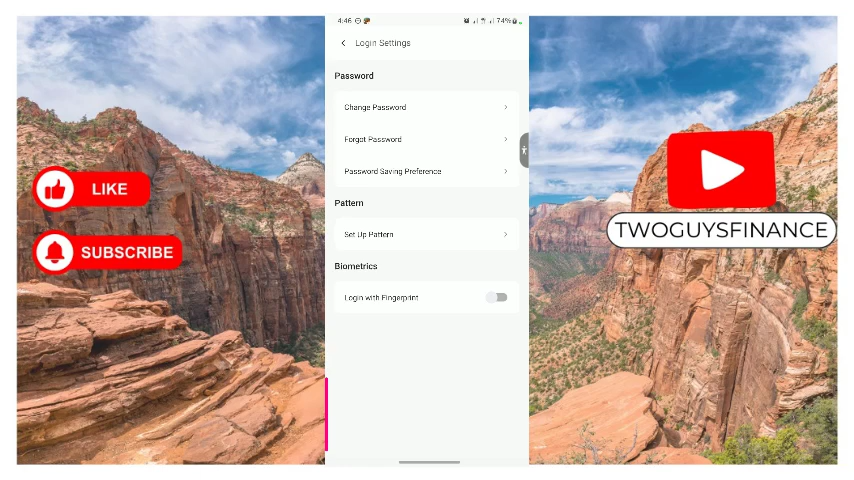 4:46
74%
Login Settings
Password
Change Password
Forgot Password
Password Saving Preference
Pattern
Set Up Pattern
Biometrics
Login with Fingerprint
LIKE
SUBSCRIBE
TWOGUYSFINANCE